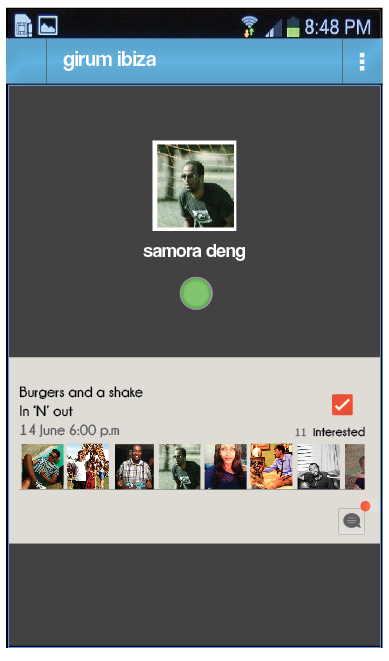 8:48 PM
girum ibiza
samora deng
Burgers and a shake
In 'N' out
14 June 6:00 p.m
11 Interested